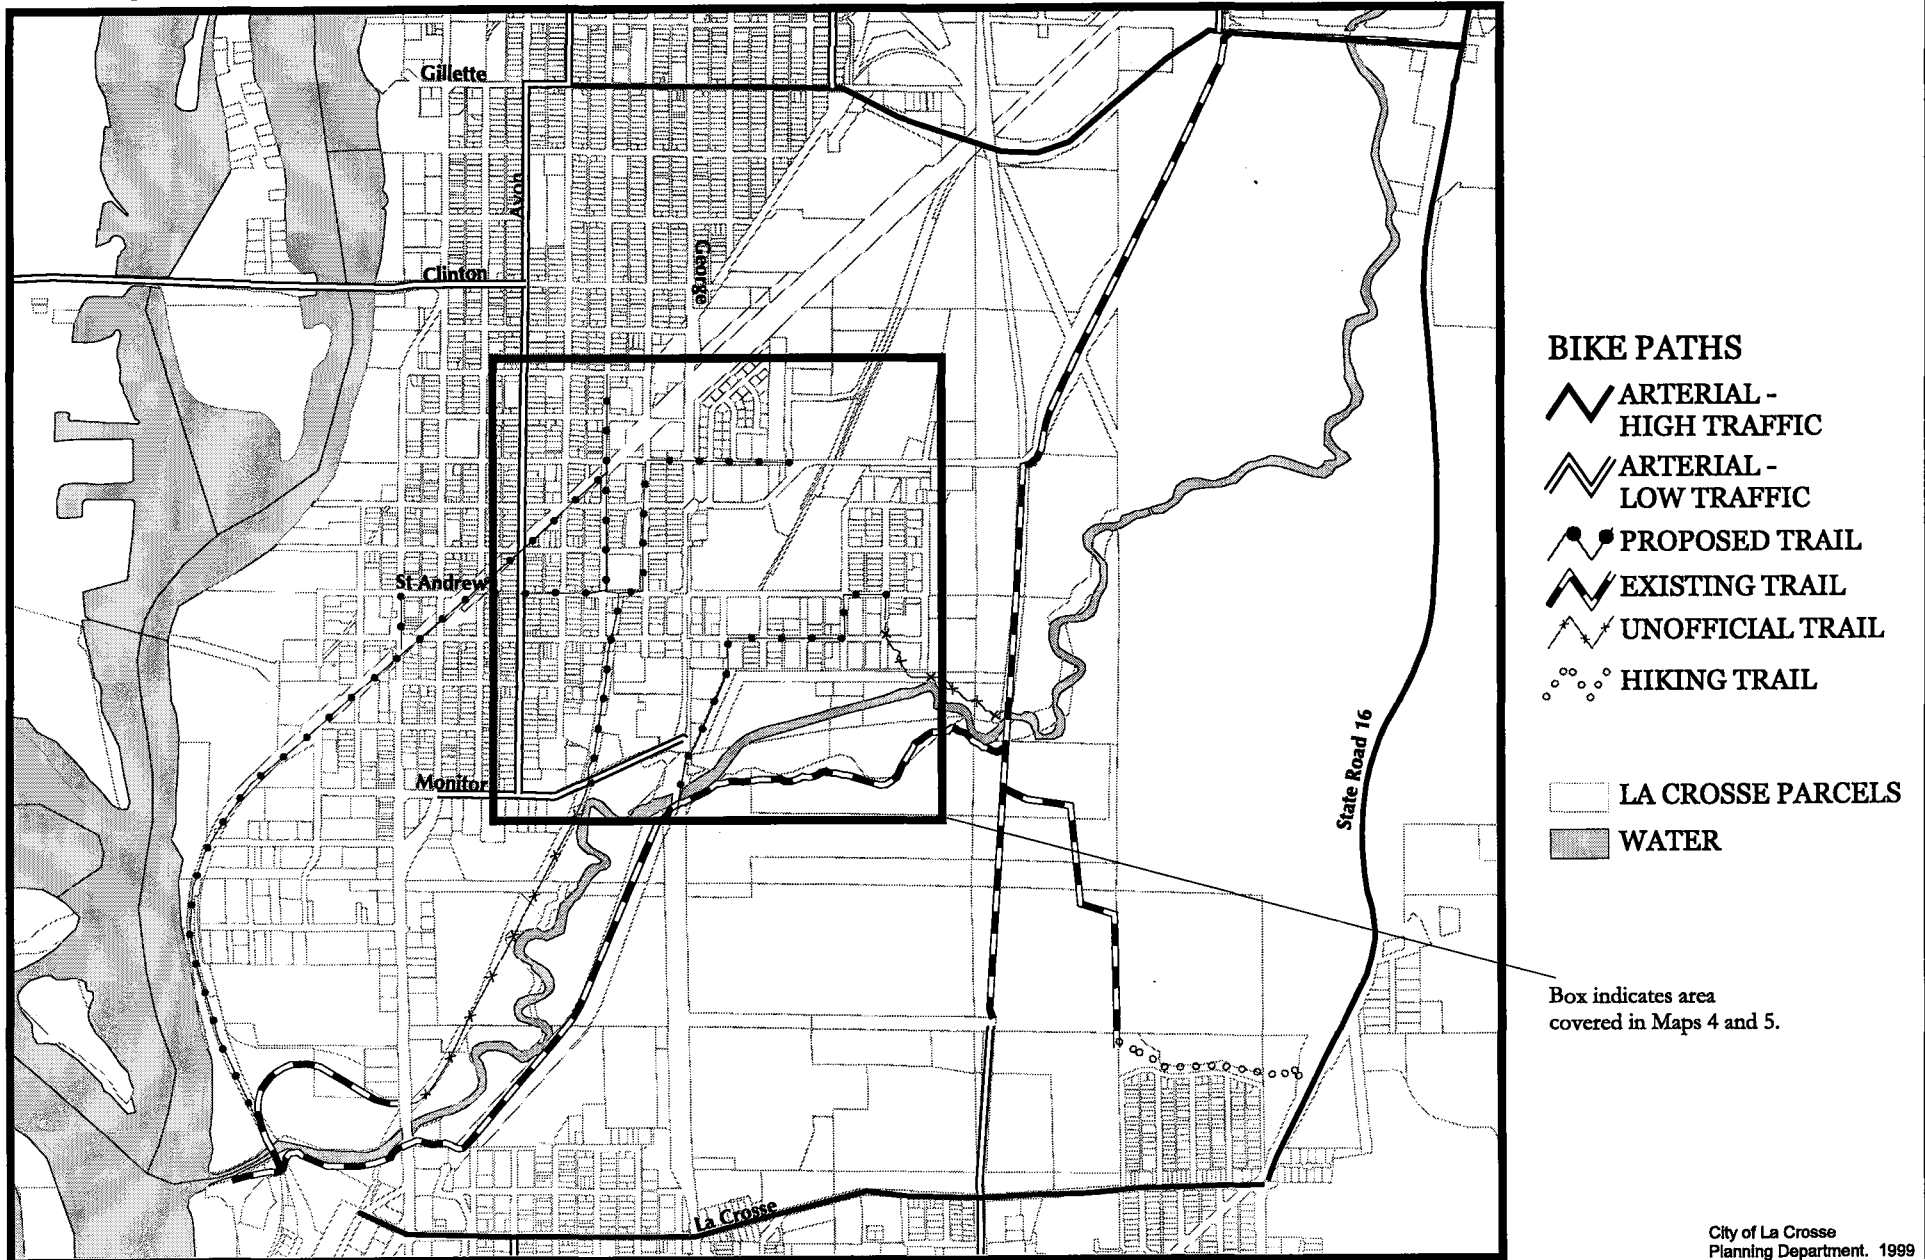 Gillette
Avon
George
Clinton
St Andrew
Monitor
State Road 16
La Crosse
BIKE PATHS
ARTERIAL -
HIGH TRAFFIC
ARTERIAL -
LOW TRAFFIC
PROPOSED TRAIL
EXISTING TRAIL
UNOFFICIAL TRAIL
HIKING TRAIL
LA CROSSE PARCELS
WATER
Box indicates area
covered in Maps 4 and 5.
City of La Crosse
Planning Department. 1999